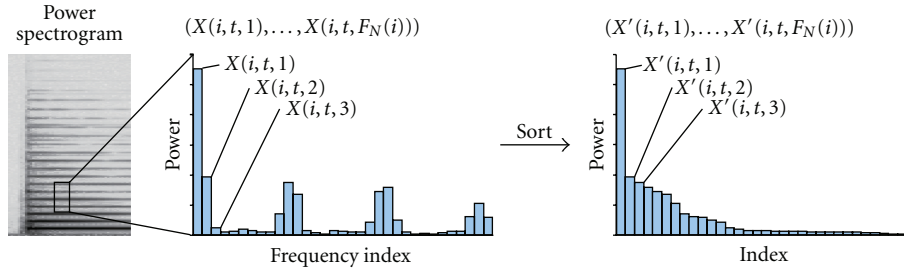 Power
spectrogram
(X(i, t, 1), . . . , X(i, t, F_N(i)))
X(i, t, 1)
X(i, t, 2)
X(i, t, 3)
Power
Frequency index
Sort
(X′(i, t, 1), . . . , X′(i, t, F_N(i)))
X′(i, t, 1)
X′(i, t, 2)
X′(i, t, 3)
Power
Index